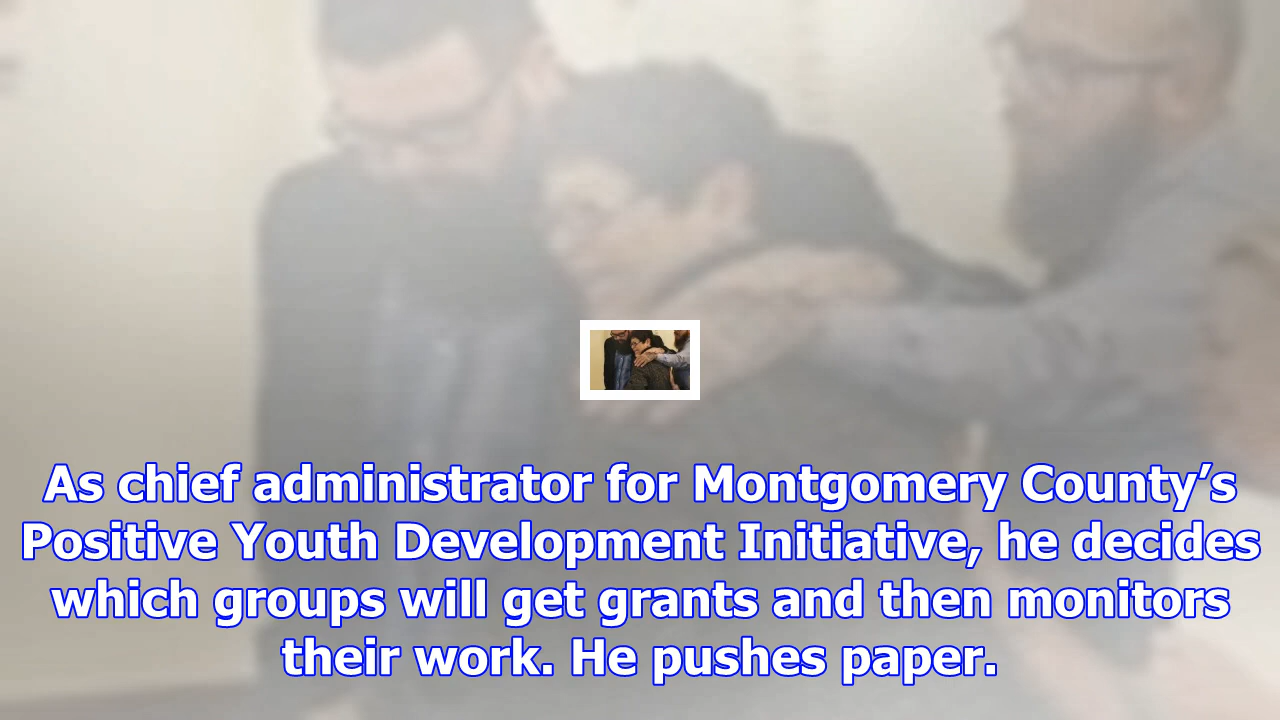 As chief administrator for Montgomery County’s
Positive Youth Development Initiative, he decides
which groups will get grants and then monitors
their work. He pushes paper.